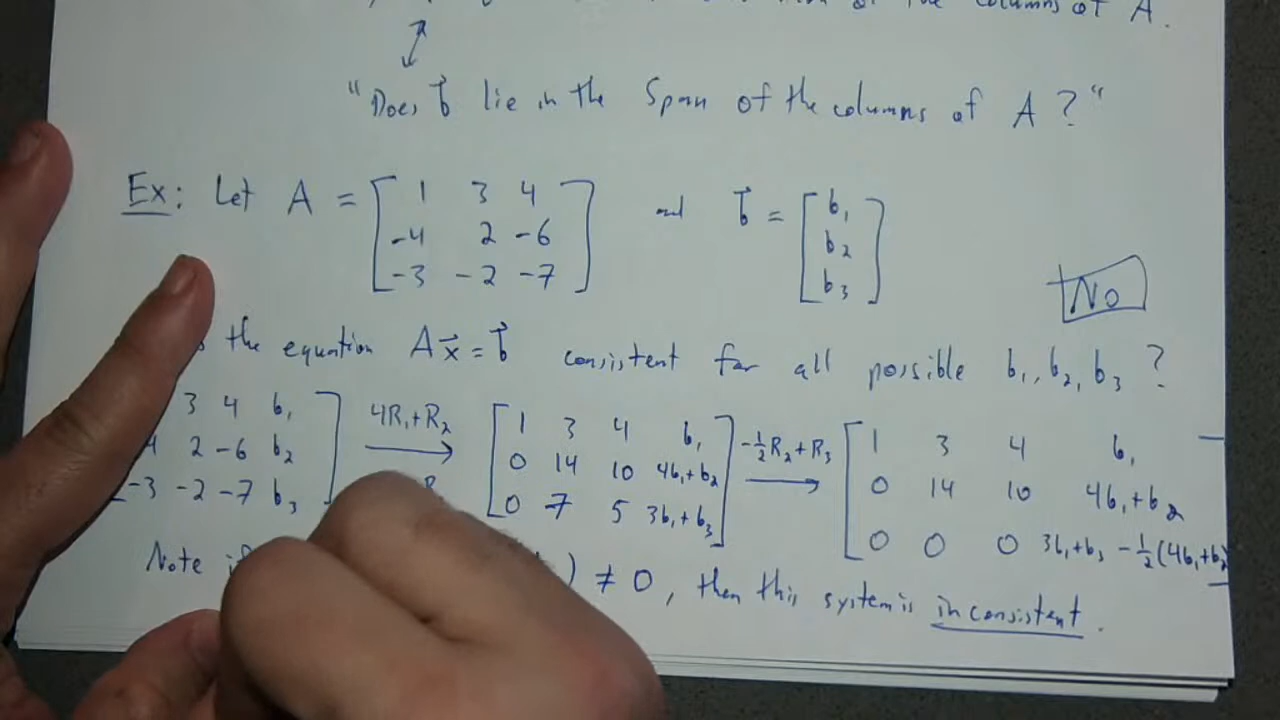 columns of A.
"Does b⃗ lie in the Span of the columns of A?"
Ex: Let A = [1 3 4
-4 2 -6
-3 -2 -7] and b⃗ = [b₁
b₂
b₃]
No
the equation Ax⃗ = b⃗ consistent for all possible b₁, b₂, b₃ ?
3 4 b₁
2 -6 b₂
-3 -2 -7 b₃]
4R₁+R₂
[1 3 4 b₁
0 14 10 4b₁+b₂
0 7 5 3b₁+b₃]
-½R₂+R₃
[1 3 4 b₁
0 14 10 4b₁+b₂
0 0 0 3b₁+b₃ -½(4b₁+b₂
Note if ) ≠ 0, then this system is inconsistent.